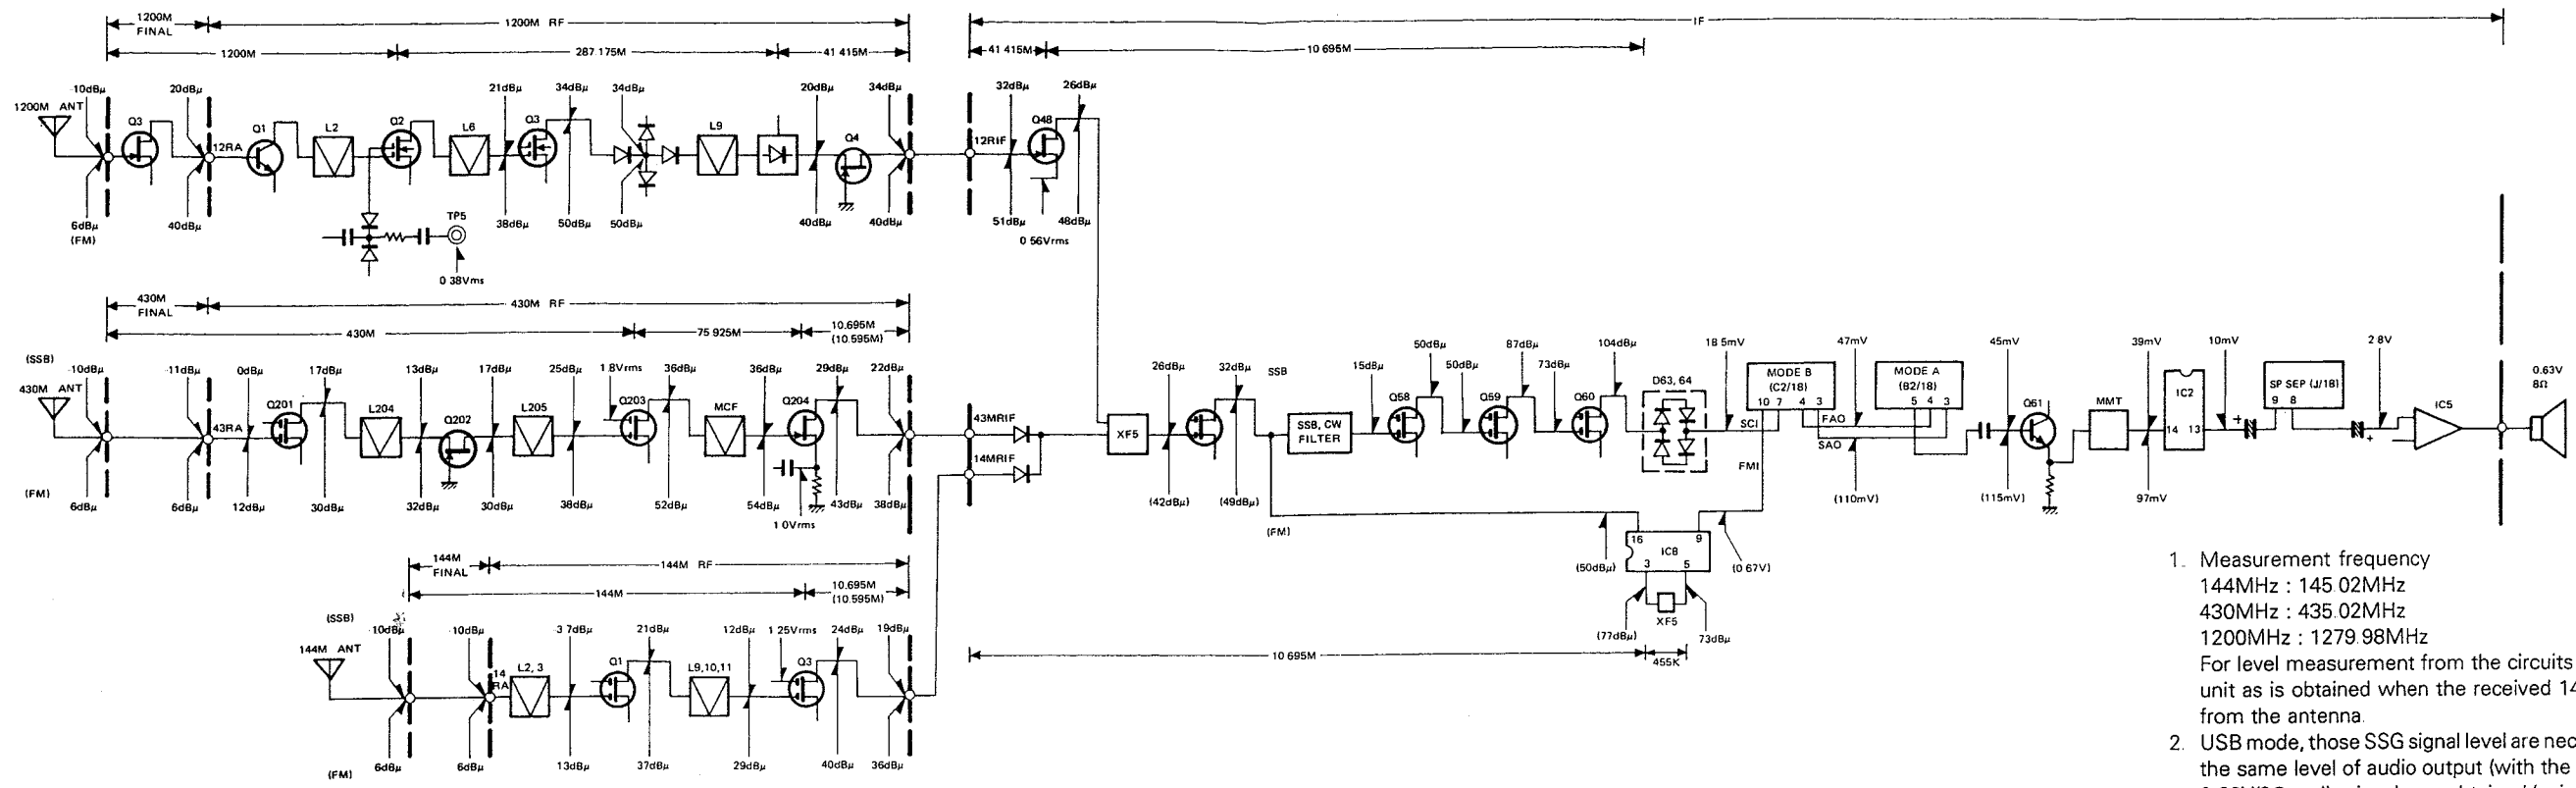 1200M FINAL
1200M RF
IF
1200M
287.175M
41 415M
41 415M
10 695M
1200M ANT
-10dBµ
20dBµ
21dBµ
34dBµ
34dBµ
20dBµ
34dBµ
32dBµ
26dBµ
Q3
12RA
Q1
L2
Q2
L6
Q3
L9
Q4
12RIF
Q48
6dBµ
(FM)
40dBµ
38dBµ
50dBµ
50dBµ
40dBµ
40dBµ
51dBµ
48dBµ
0 56Vrms
TP5
0 38Vms
430M FINAL
430M RF
430M
75 925M
10.695M
(10.595M)
(SSB)
430M ANT
-10dBµ
-11dBµ
0dBµ
17dBµ
13dBµ
17dBµ
25dBµ
1.8Vrms
36dBµ
36dBµ
29dBµ
22dBµ
43RA
Q201
L204
Q202
L205
Q203
MCF
Q204
43MRIF
14MRIF
(FM)
6dBµ
6dBµ
12dBµ
30dBµ
32dBµ
30dBµ
38dBµ
52dBµ
54dBµ
1 0Vrms
43dBµ
38dBµ
XF5
26dBµ
32dBµ
SSB
(42dBµ)
(49dBµ)
(FM)
SSB, CW FILTER
15dBµ
Q58
50dBµ
50dBµ
Q59
87dBµ
73dBµ
Q60
104dBµ
D63, 64
18 5mV
SCI
FMI
MODE B
(C2/18)
10 7 4 3
47mV
FAO
SAO
(110mV)
MODE A
(B2/18)
5 4 3
45mV
(115mV)
Q61
MMT
39mV
97mV
IC2
14 13
10mV
+
SP SEP (J/18)
9 8
2 8V
+
IC5
0.63V
8Ω
(50dBµ)
16 9
IC8
3 5
(0 67V)
(77dBµ)
XF5
73dBµ
10 695M
455K
144M FINAL
144M RF
144M
10.695M
(10.595M)
(SSB)
144M ANT
-10dBµ
-10dBµ
-3 7dBµ
21dBµ
12dBµ
1 25Vrms
24dBµ
19dBµ
14
RA
L2, 3
Q1
L9,10,11
Q3
(FM)
6dBµ
6dBµ
13dBµ
37dBµ
29dBµ
40dBµ
36dBµ
1. Measurement frequency
144MHz : 145.02MHz
430MHz : 435.02MHz
1200MHz : 1279.98MHz
For level measurement from the circuits
unit as is obtained when the received 14
from the antenna.
2. USB mode, those SSG signal level are nec
the same level of audio output (with the